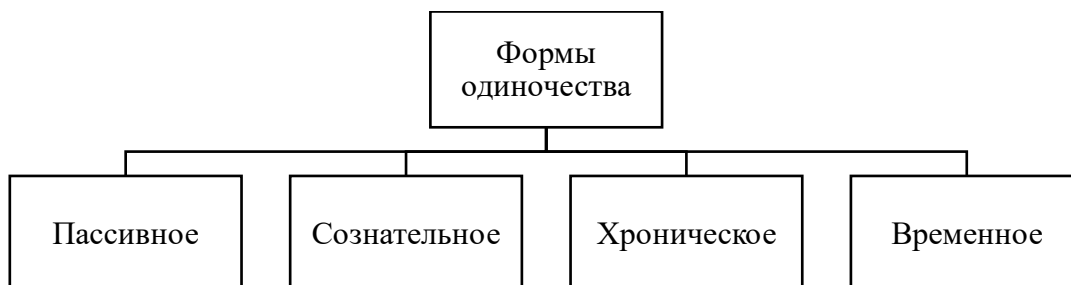 Формы
одиночества
Пассивное
Сознательное
Хроническое
Временное